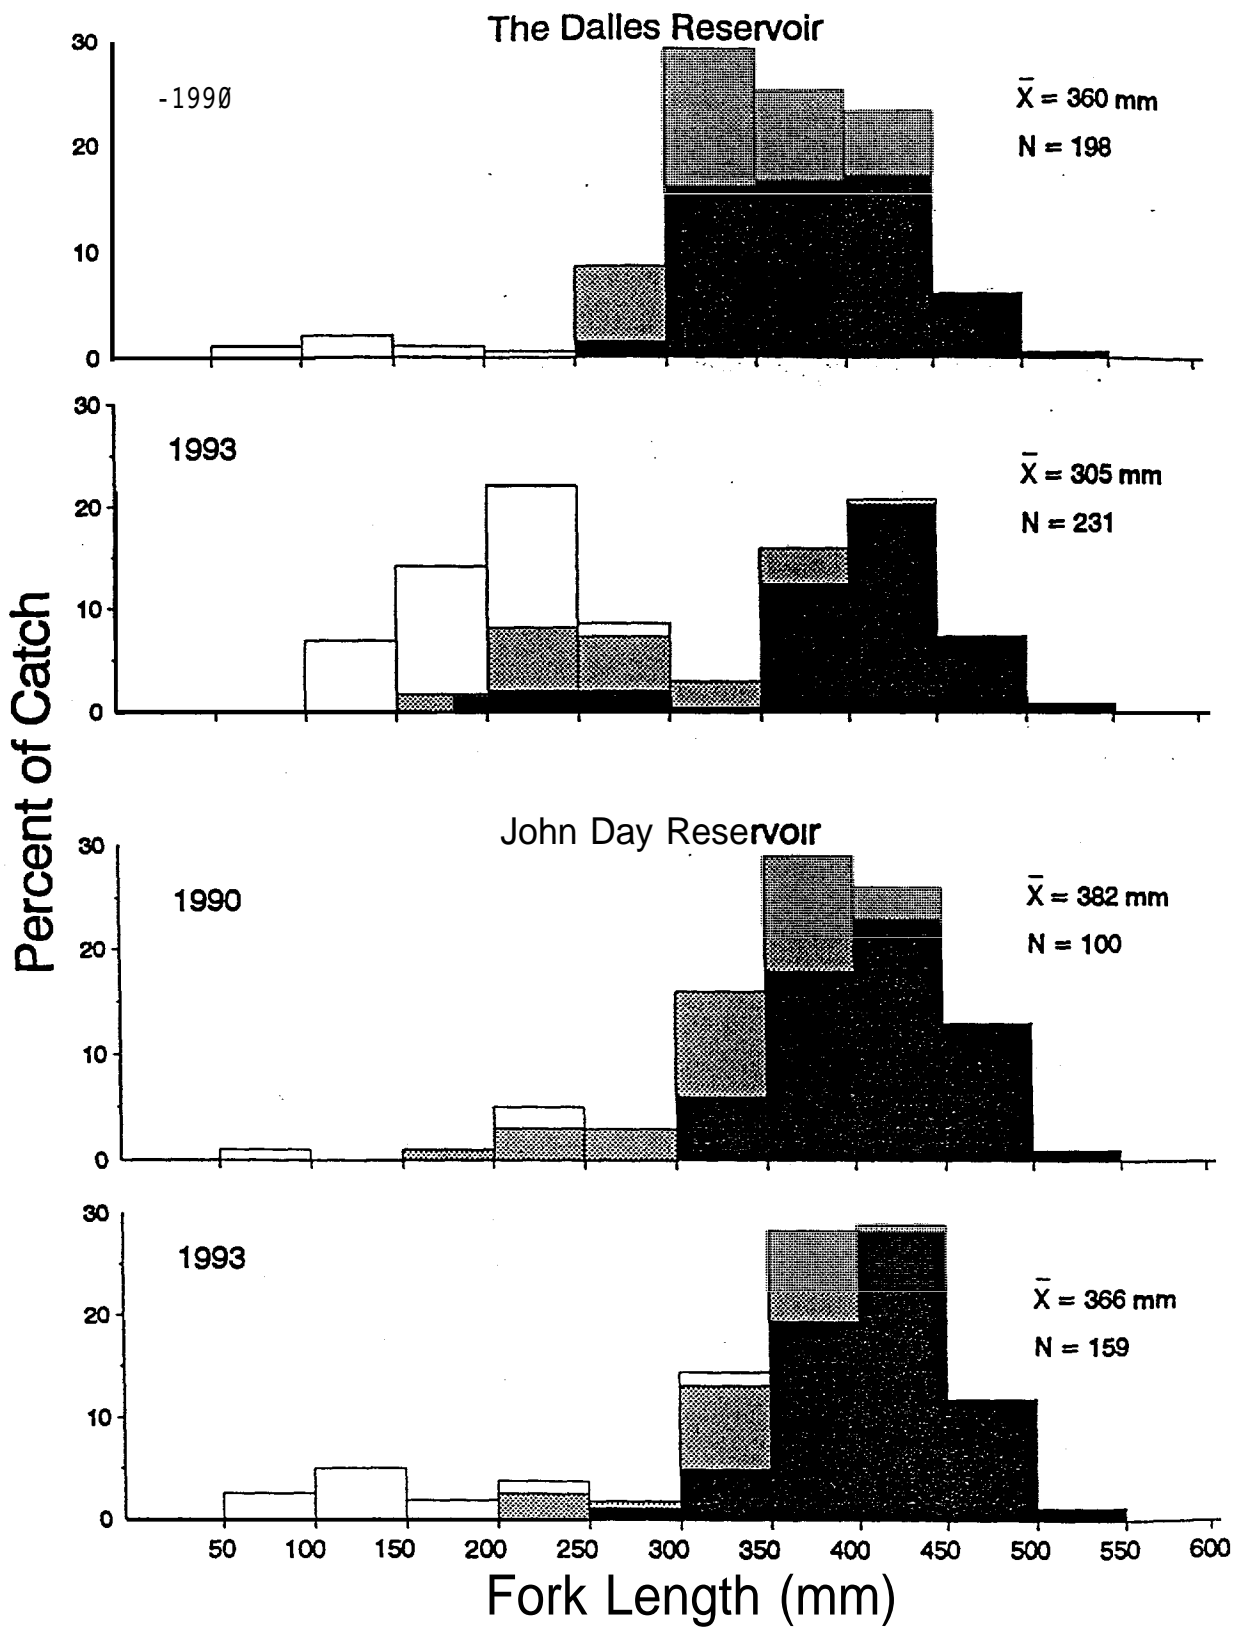 The Dalles Reservoir
30
20
10
0
-1990
X̄ = 360 mm
N = 198
30
20
10
0
1993
X̄ = 305 mm
N = 231
Percent of Catch
John Day Reservoir
30
20
10
0
1990
X̄ = 382 mm
N = 100
30
20
10
0
1993
X̄ = 366 mm
N = 159
50 100 150 200 250 300 350 400 450 500 550 600
Fork Length (mm)